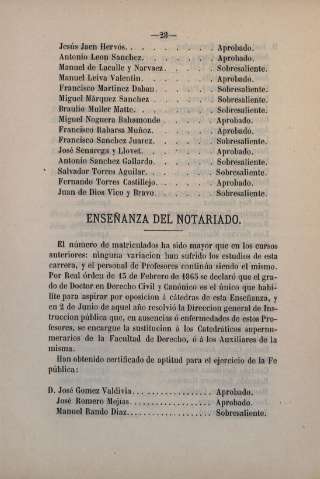 —23—
Jesús Jaen Hervós. . . . . . . . Aprobado.
Antonio Leon Sanchez. . . . . . . Aprobado.
Manuel de Lacalle y Narvaez. . . . . Sobresaliente.
Manuel Leiva Valentin. . . . . . . Aprobado.
Francisco Martinez Daban. . . . . . Sobresaliente.
Miguel Márquez Sanchez . . . . . . Sobresaliente.
Braulio Muller Matte. . . . . . . Sobresaliente.
Miguel Noguera Bahamonde . . . . . Aprobado.
Francisco Rabarsa Muñoz. . . . . . Aprobado.
Francisco Sanchez Juarez. . . . . . Sobresaliente.
José Senarega y Llovet. . . . . . Aprobado.
Antonio Sanchez Gallardo. . . . . . Sobresaliente.
Salvador Torres Aguilar. . . . . . Sobresaliente.
Fernando Torres Castillejo. . . . . . Aprobado.
Juan de Dios Vico y Bravo. . . . . . Sobresaliente.
ENSEÑANZA DEL NOTARIADO.
El número de matriculados ha sido mayor que en los cursos
anteriores: ninguna variacion han sufrido los estudios de esta
carrera, y el personal de Profesores continúa siendo el mismo.
Por Real órden de 15 de Febrero de 1865 se declaró que el gra-
do de Doctor en Derecho Civil y Canónico es el único que habi-
lite para aspirar por oposicion á cátedras de esta Enseñanza, y
en 2 de Junio de aquel año resolvió la Direccion general de Ins-
truccion pública que, en ausencias ó enfermedades de estos Pro-
fesores, se encargue la sustitucion á los Catedráticos supernu-
merarios de la Facultad de Derecho, ó á los Auxiliares de la
misma.
Han obtenido certificado de aptitud para el ejercicio de la Fe
pública:
D. José Gomez Valdivia. . . . . . . Aprobado.
José Romero Mejias. . . . . . . . Aprobado.
Manuel Rando Diaz. . . . . . . . Sobresaliente.